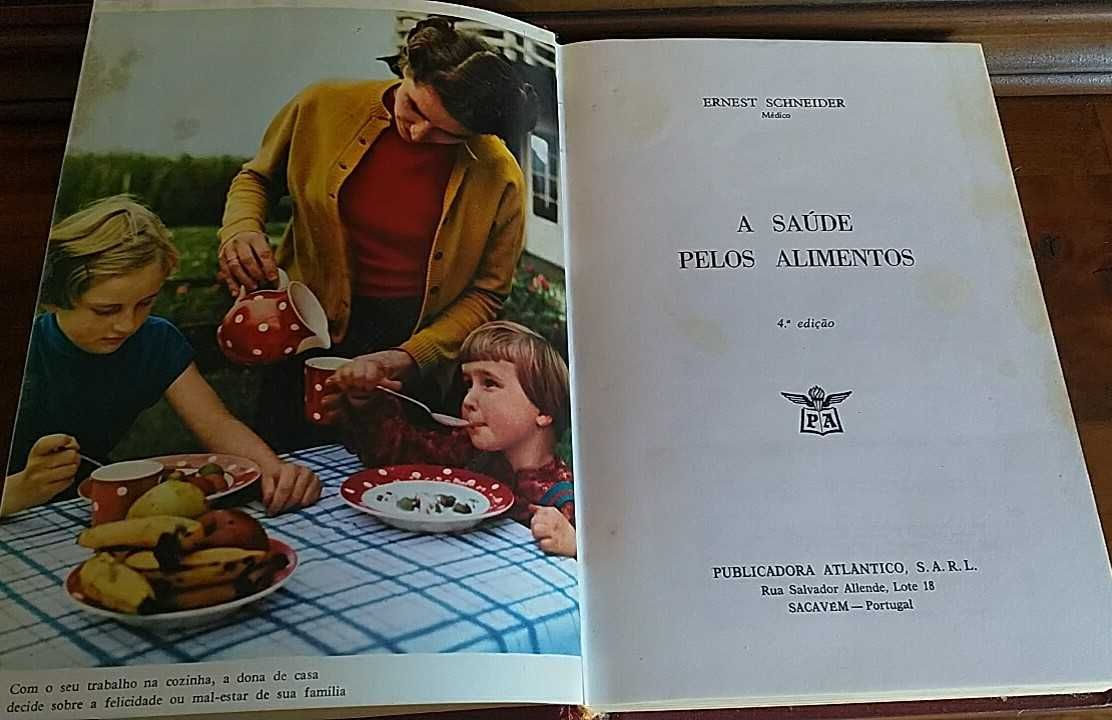 Com o seu trabalho na cozinha, a dona de casa
decide sobre a felicidade ou mal-estar de sua família
ERNEST SCHNEIDER
Médico
A SAÚDE
PELOS ALIMENTOS
4.ª edição
PA
PUBLICADORA ATLÂNTICO, S.A.R.L.
Rua Salvador Allende, Lote 18
SACAVÉM — Portugal